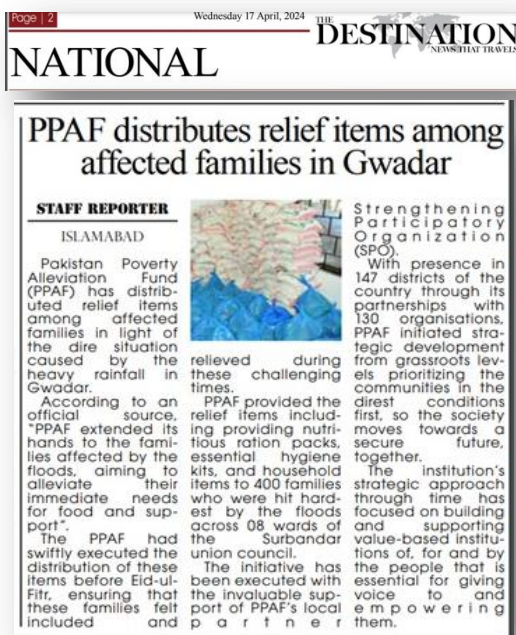 Page | 2
Wednesday 17 April, 2024
THE
DESTINATION
NEWS THAT TRAVELS
NATIONAL
PPAF distributes relief items among
affected families in Gwadar
STAFF REPORTER
ISLAMABAD
Pakistan Poverty
Alleviation Fund
(PPAF) has distrib-
uted relief items
among affected
families in light of
the dire situation
caused by the
heavy rainfall in
Gwadar.
According to an
official source,
"PPAF extended its
hands to the fami-
lies affected by the
floods, aiming to
alleviate their
immediate needs
for food and sup-
port".
The PPAF had
swiftly executed the
distribution of these
items before Eid-ul-
Fitr, ensuring that
these families felt
included and
relieved during
these challenging
times.
PPAF provided the
relief items includ-
ing providing nutri-
tious ration packs,
essential hygiene
kits, and household
items to 400 families
who were hit hard-
est by the floods
across 08 wards of
the Surbandar
union council.
The initiative has
been executed with
the invaluable sup-
port of PPAF's local
partner
Strengthening
Participatory
Organization
(SPO).
With presence in
147 districts of the
country through its
partnerships with
130 organisations,
PPAF initiated stra-
tegic development
from grassroots lev-
els prioritizing the
communities in the
direst conditions
first, so the society
moves towards a
secure future,
together.
The institution's
strategic approach
through time has
focused on building
and supporting
value-based institu-
tions of, for and by
the people that is
essential for giving
voice to and
empowering
them.